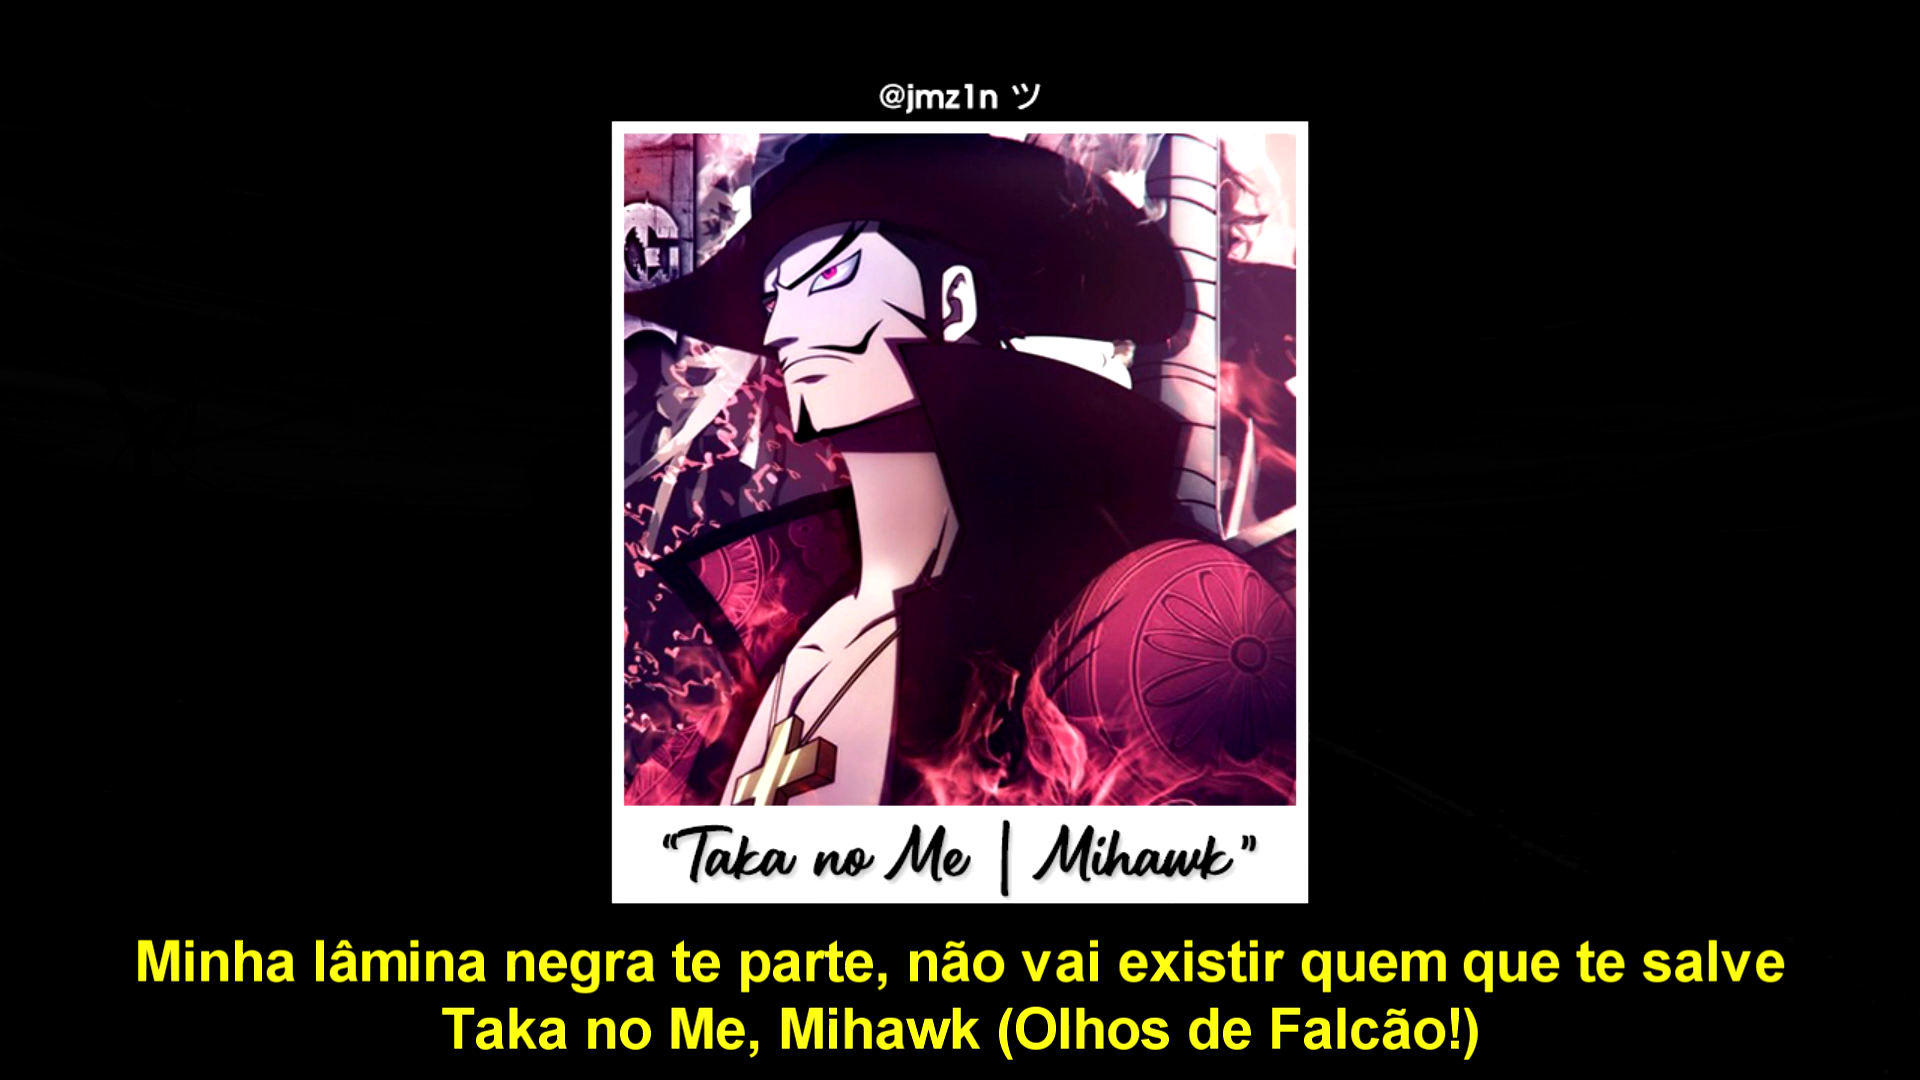 @jmz1n ツ
“Taka no Me | Mihawk”
Minha lâmina negra te parte, não vai existir quem que te salve
Taka no Me, Mihawk (Olhos de Falcão!)